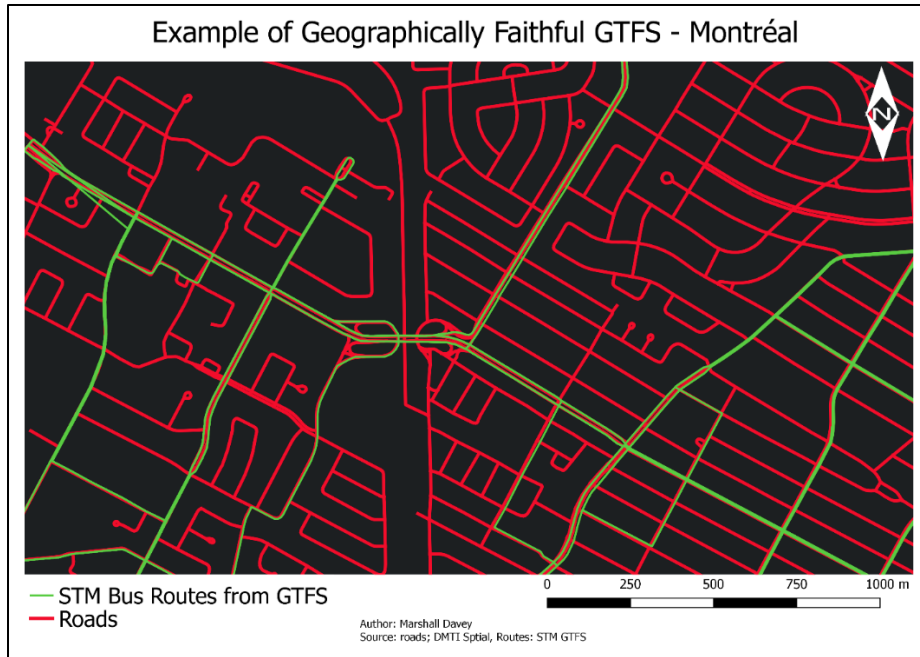 Example of Geographically Faithful GTFS - Montréal
N
STM Bus Routes from GTFS
Roads
0 250 500 750 1000 m
Author: Marshall Davey
Source: roads; DMTI Sptial, Routes: STM GTFS